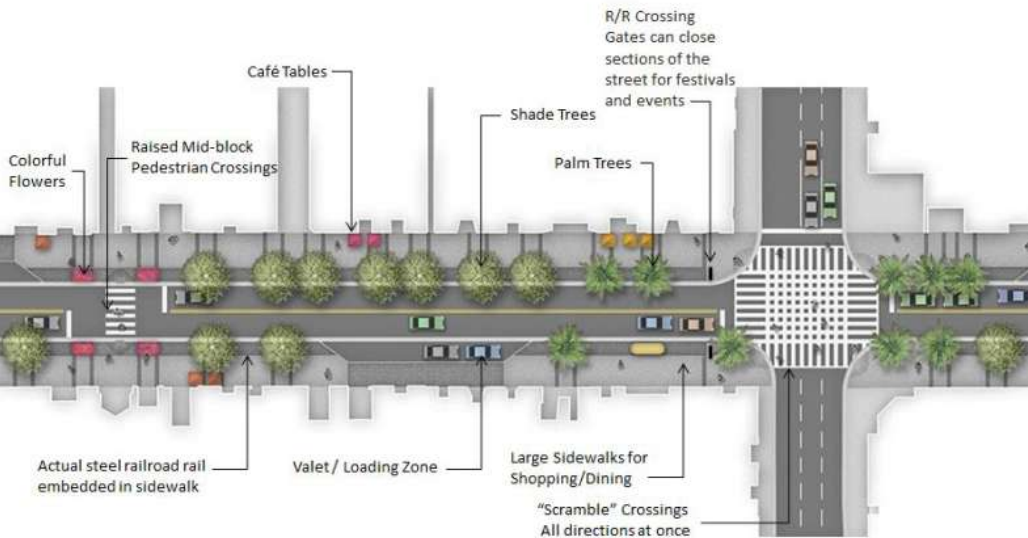 R/R Crossing
Gates can close
sections of the
street for festivals
and events
Café Tables
Shade Trees
Raised Mid-block
Pedestrian Crossings
Colorful
Flowers
Palm Trees
Actual steel railroad rail
embedded in sidewalk
Valet / Loading Zone
Large Sidewalks for
Shopping/Dining
“Scramble” Crossings
All directions at once